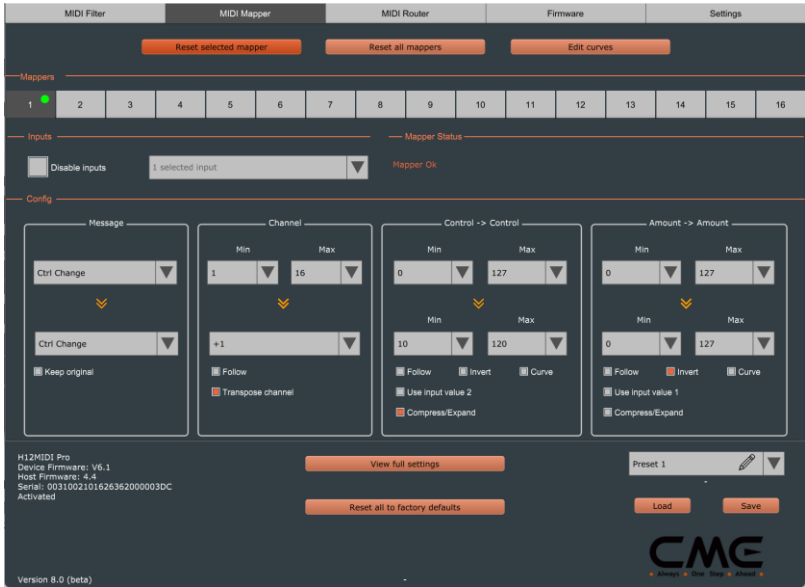 MIDI Filter MIDI Mapper MIDI Router Firmware Settings
Reset selected mapper Reset all mappers Edit curves
Mappers
1 2 3 4 5 6 7 8 9 10 11 12 13 14 15 16
Inputs Mapper Status
Disable inputs 1 selected input Mapper Ok
Config
Message Channel Control -> Control Amount -> Amount
Min Max Min Max Min Max
Ctrl Change 1 16 0 127 0 127
Min Max Min Max
Ctrl Change +1 10 120 0 127
Keep original Follow Follow Invert Curve Follow Invert Curve
Transpose channel Use input value 2 Use input value 1
Compress/Expand Compress/Expand
H12MIDI Pro
Device Firmware: V6.1
Host Firmware: 4.4
Serial: 0031002101626362000003DC
Activated
View full settings Preset 1
-
Reset all to factory defaults Load Save
CME
Always One Step Ahead
Version 8.0 (beta) -